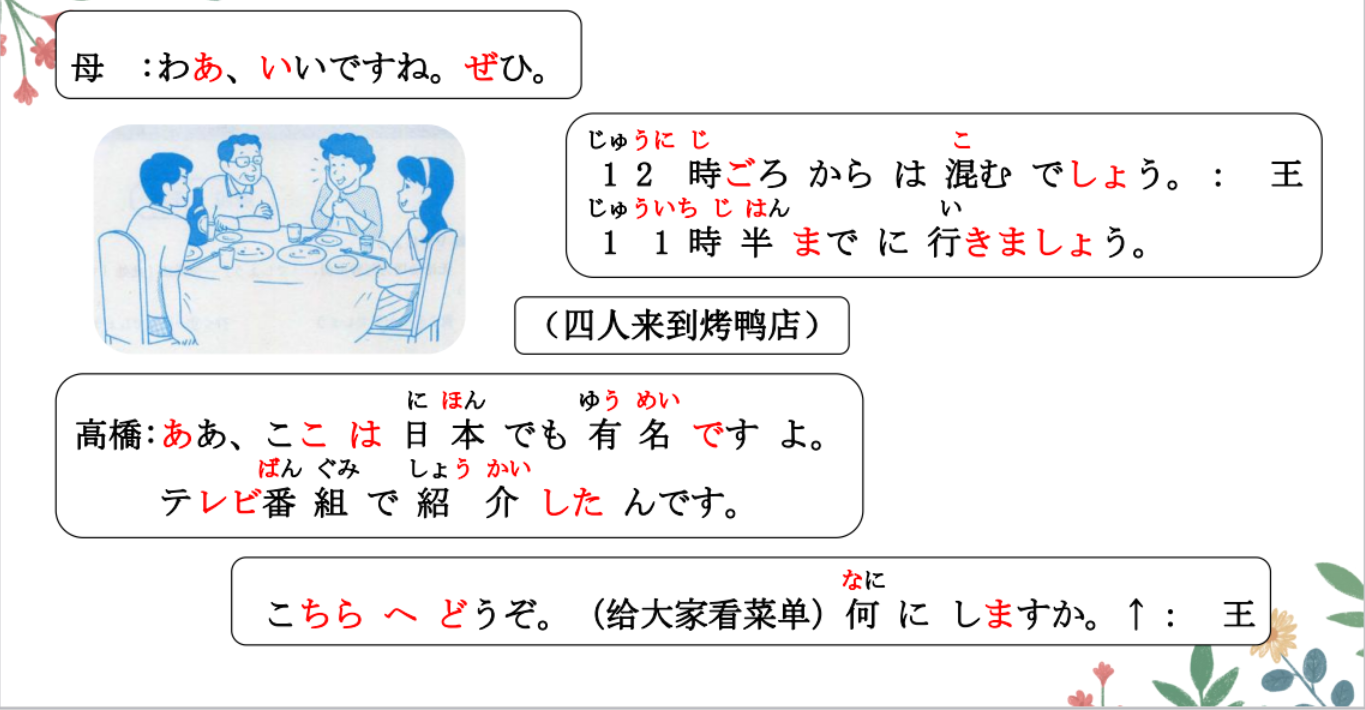 母　:わあ、いいですね。ぜひ。
じゅうに じ こ
12 時ごろ から は 混む でしょう。: 王
じゅういち じ はん い
11 時 半 まで に 行きましょう。
（四人来到烤鸭店）
に ほん ゆう めい
高橋:ああ、ここ は 日 本 でも 有 名 です よ。
ばん ぐみ しょう かい
テレビ番 組 で 紹 介 した んです。
なに
こちら へ どうぞ。（给大家看菜单）何 に しますか。↑: 王